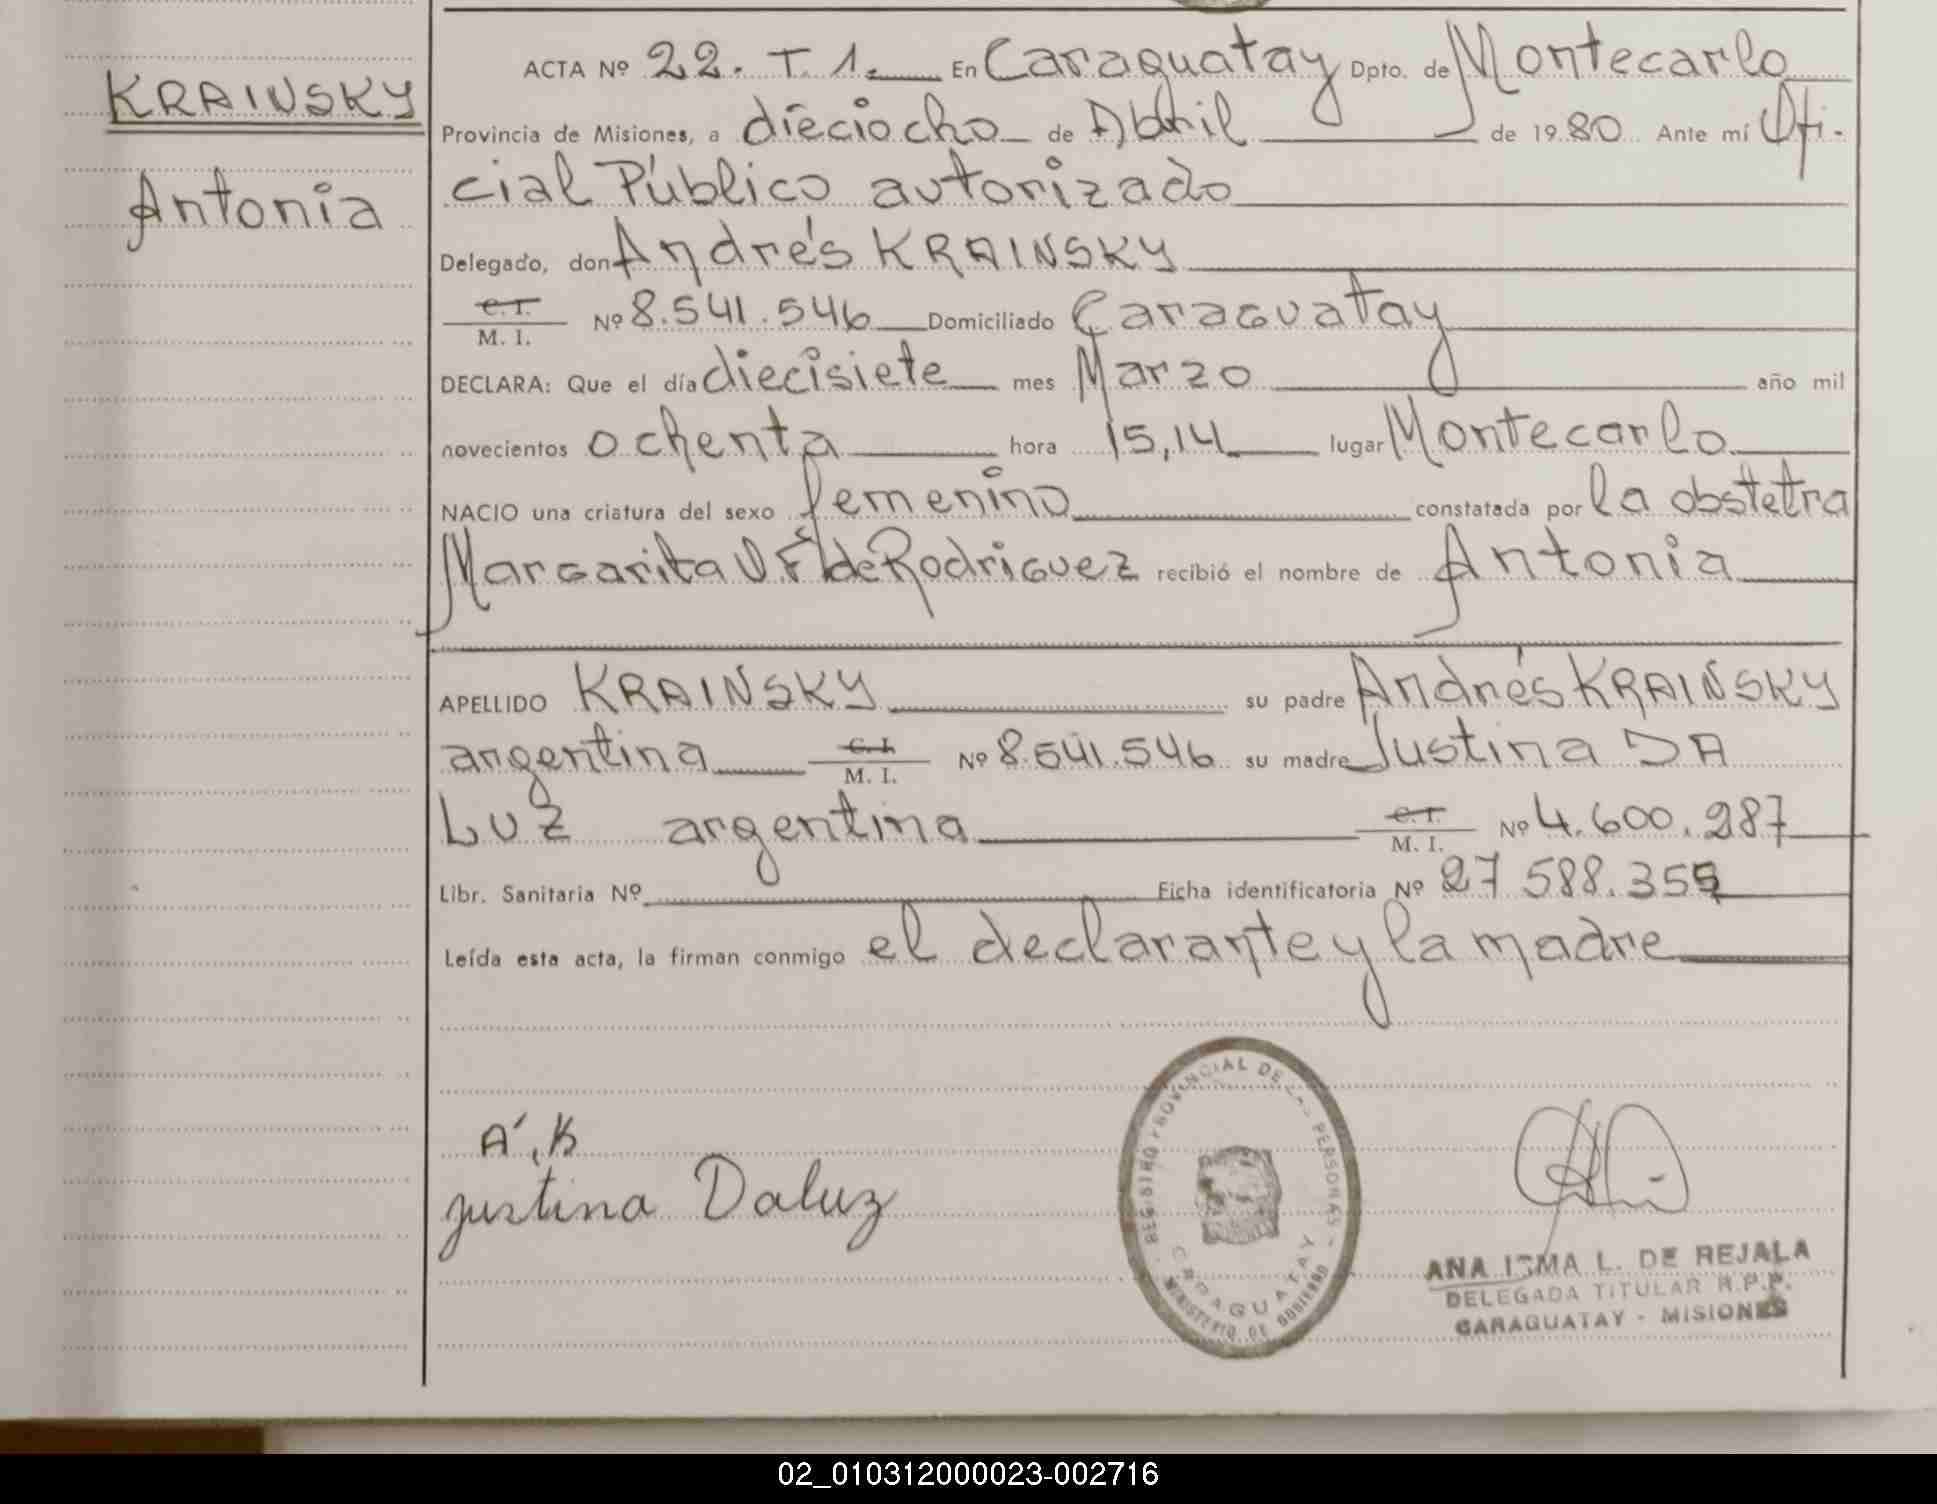 KRAINSKY
Antonia
ACTA Nº 22. T. 1. En Caraguatay Dpto. de Montecarlo
Provincia de Misiones, a dieciocho de Abril de 1980 Ante mí Ofi-
cial Público autorizado
Delegado, don Andrés KRAINSKY
C.I. M. I. Nº 8.541.546 Domiciliado Caraguatay
DECLARA: Que el día diecisiete mes Marzo año mil
novecientos ochenta hora 15,14 lugar Montecarlo
NACIO una criatura del sexo femenino constatada por la obstetra
Margarita V F de Rodriguez recibió el nombre de Antonia
APELLIDO KRAINSKY su padre Andrés KRAINSKY
argentina C.I. M. I. Nº 8.541.546 su madre Justina DA
LUZ argentina C.I. M. I. Nº 4.600.287
Libr. Sanitaria Nº Ficha identificatoria Nº 27 588.355
Leída esta acta, la firman conmigo el declarante y la madre
A. K
justina Daluz
REGISTRO PROVINCIAL DE LAS PERSONAS
CARAGUATAY
MINISTERIO DE GOBIERNO
ANA IRMA L. DE REJALA
DELEGADA TITULAR R.P.P.
CARAGUATAY - MISIONES
02_010312000023-002716